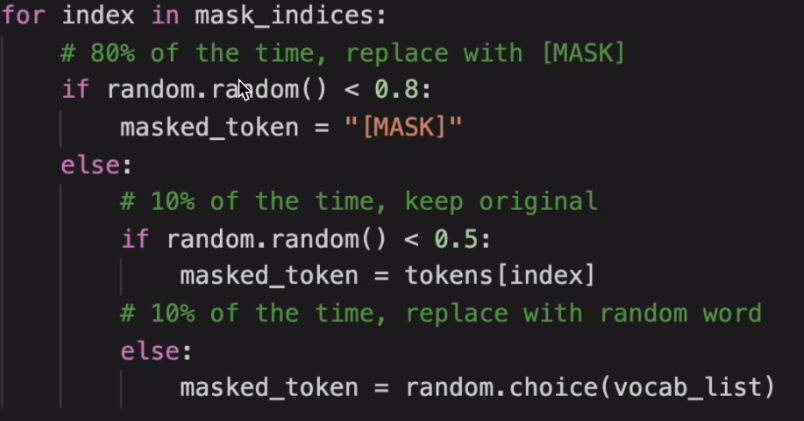 for index in mask_indices:
    # 80% of the time, replace with [MASK]
    if random.random() < 0.8:
        masked_token = "[MASK]"
    else:
        # 10% of the time, keep original
        if random.random() < 0.5:
            masked_token = tokens[index]
        # 10% of the time, replace with random word
        else:
            masked_token = random.choice(vocab_list)